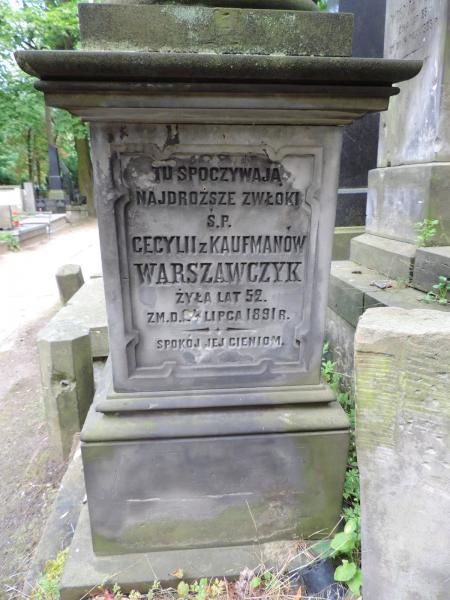 TU SPOCZYWAJĄ
NAJDROŻSZE ZWŁOKI
Ś.P.
CECYLII z KAUFMANÓW
WARSZAWCZYK
ŻYŁA LAT 52.
ZM. D. LIPCA 1891 R.
SPOKÓJ JEJ CIENIOM.